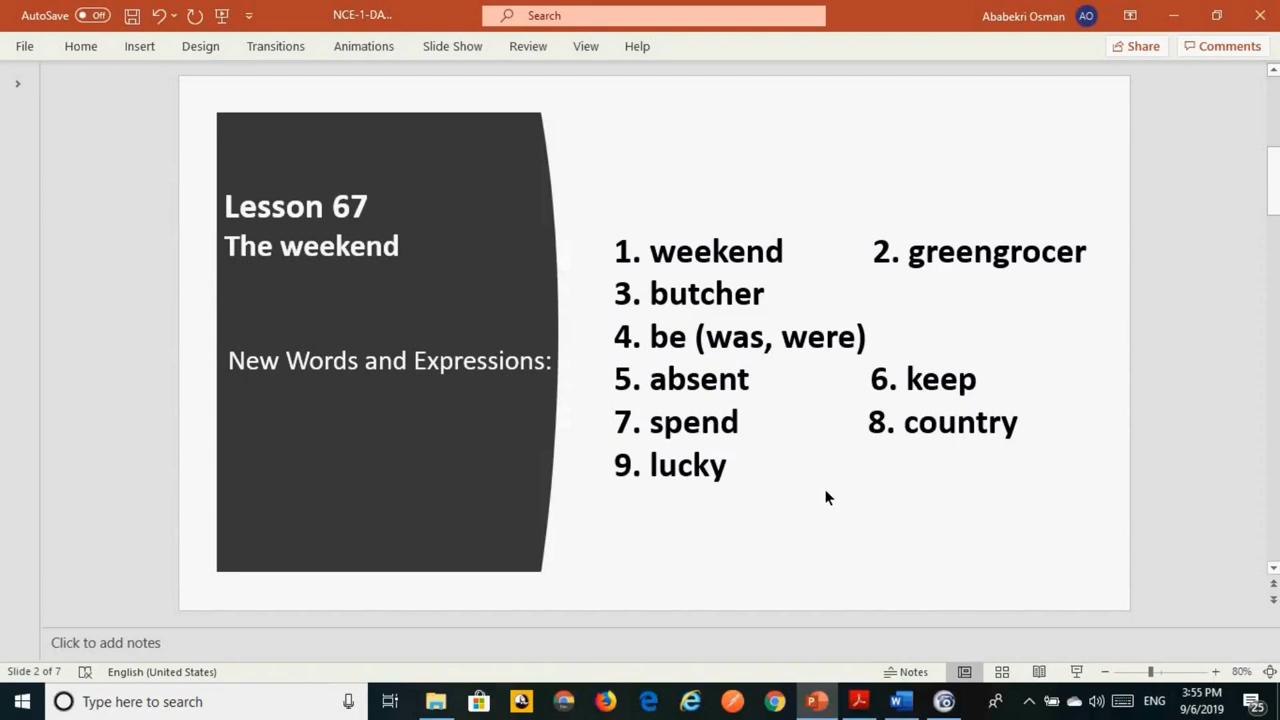 AutoSave Off NCE-1-DA... Search Ababekri Osman AO
File Home Insert Design Transitions Animations Slide Show Review View Help Share Comments
Lesson 67
The weekend
New Words and Expressions:
1. weekend 2. greengrocer
3. butcher
4. be (was, were)
5. absent 6. keep
7. spend 8. country
9. lucky
Click to add notes
Slide 2 of 7 English (United States) Notes 80%
Type here to search ENG 3:55 PM
9/6/2019 25